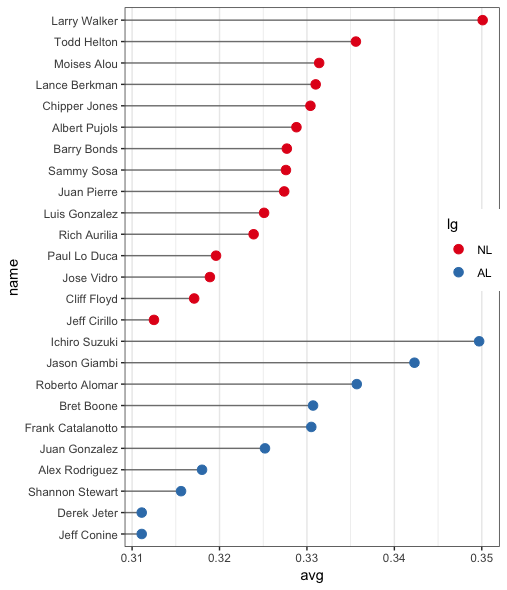 Larry Walker
Todd Helton
Moises Alou
Lance Berkman
Chipper Jones
Albert Pujols
Barry Bonds
Sammy Sosa
Juan Pierre
Luis Gonzalez
Rich Aurilia
Paul Lo Duca
Jose Vidro
Cliff Floyd
Jeff Cirillo
Ichiro Suzuki
Jason Giambi
Roberto Alomar
Bret Boone
Frank Catalanotto
Juan Gonzalez
Alex Rodriguez
Shannon Stewart
Derek Jeter
Jeff Conine
name
0.31 0.32 0.33 0.34 0.35
avg
lg
NL
AL